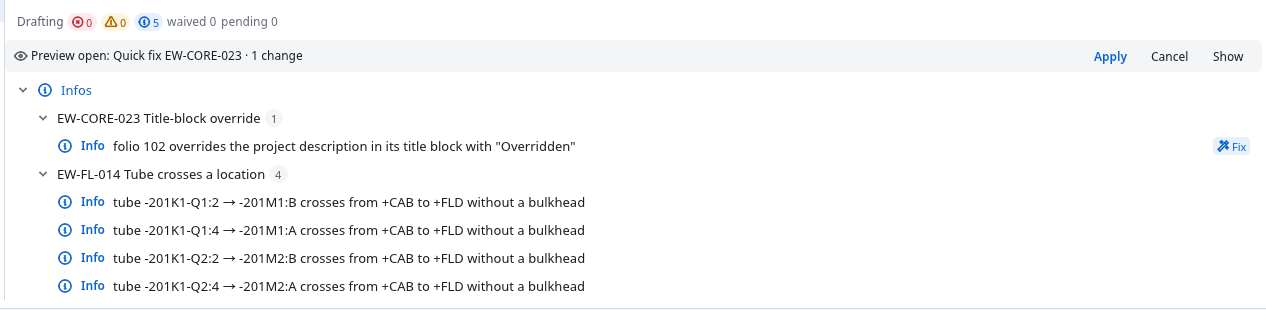 Drafting 0 0 5 waived 0 pending 0
Preview open: Quick fix EW-CORE-023 · 1 change Apply Cancel Show
Infos
EW-CORE-023 Title-block override 1
Info folio 102 overrides the project description in its title block with "Overridden" Fix
EW-FL-014 Tube crosses a location 4
Info tube -201K1-Q1:2 → -201M1:B crosses from +CAB to +FLD without a bulkhead
Info tube -201K1-Q1:4 → -201M1:A crosses from +CAB to +FLD without a bulkhead
Info tube -201K1-Q2:2 → -201M2:B crosses from +CAB to +FLD without a bulkhead
Info tube -201K1-Q2:4 → -201M2:A crosses from +CAB to +FLD without a bulkhead